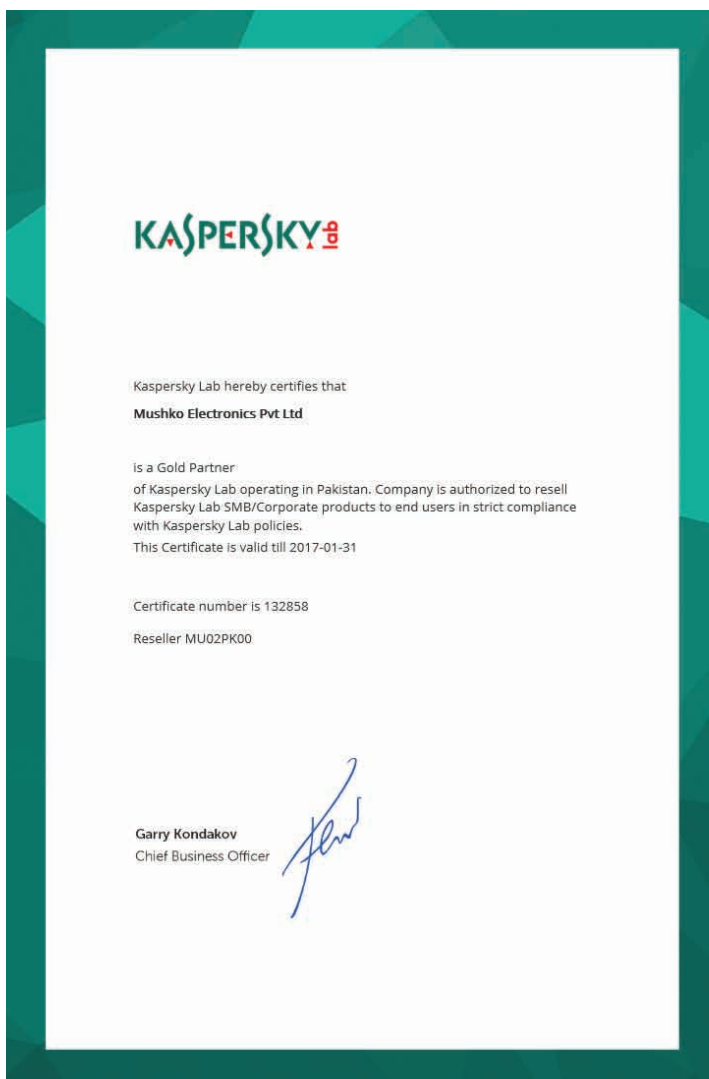 KASPERSKY lab
Kaspersky Lab hereby certifies that
Mushko Electronics Pvt Ltd
is a Gold Partner
of Kaspersky Lab operating in Pakistan. Company is authorized to resell
Kaspersky Lab SMB/Corporate products to end users in strict compliance
with Kaspersky Lab policies.
This Certificate is valid till 2017-01-31
Certificate number is 132858
Reseller MU02PK00
Garry Kondakov
Chief Business Officer